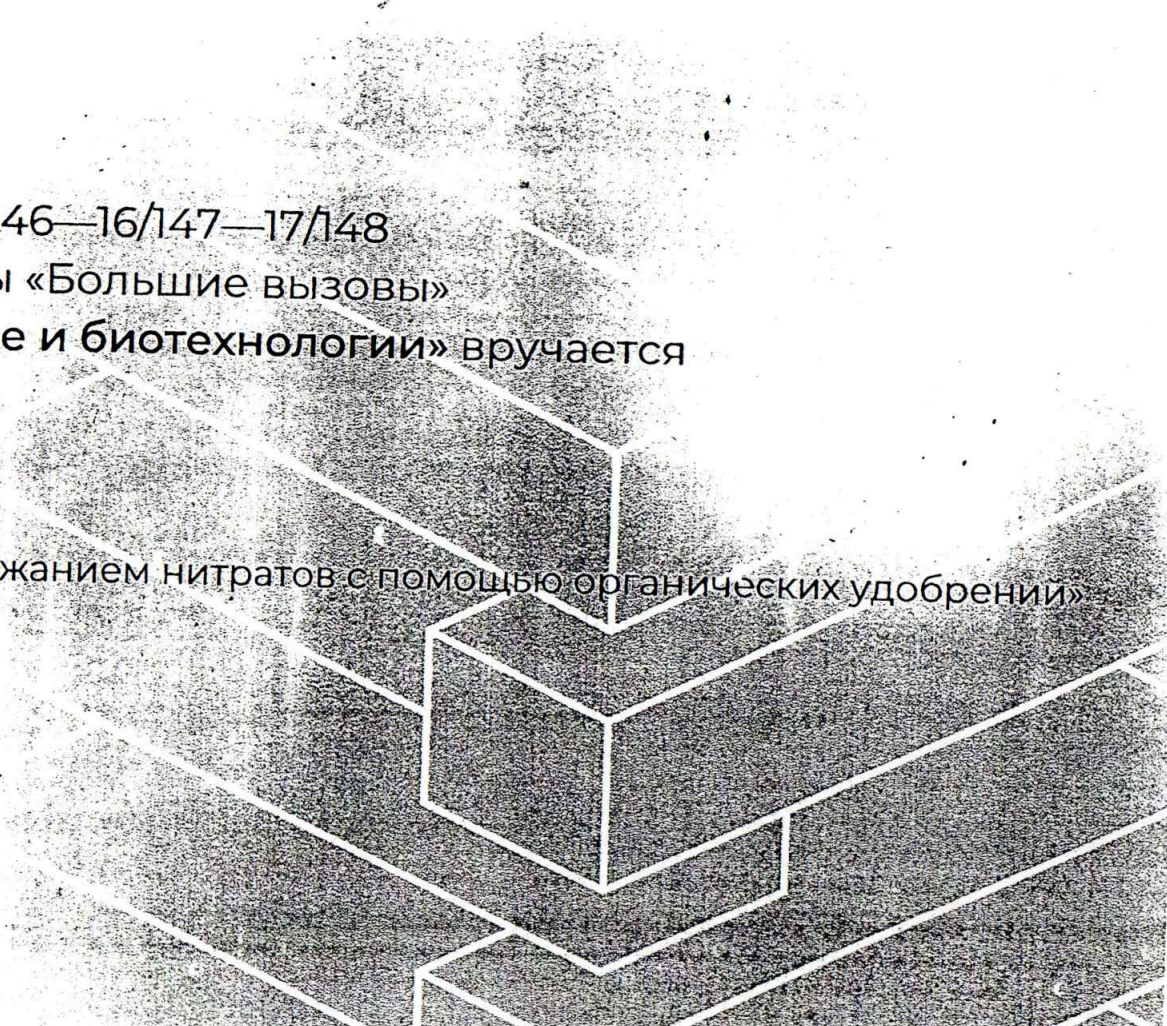 46—16/147—17/148
ы «Большие вызовы»
е и биотехнологии» вручается
жанием нитратов с помощью органических удобрений»